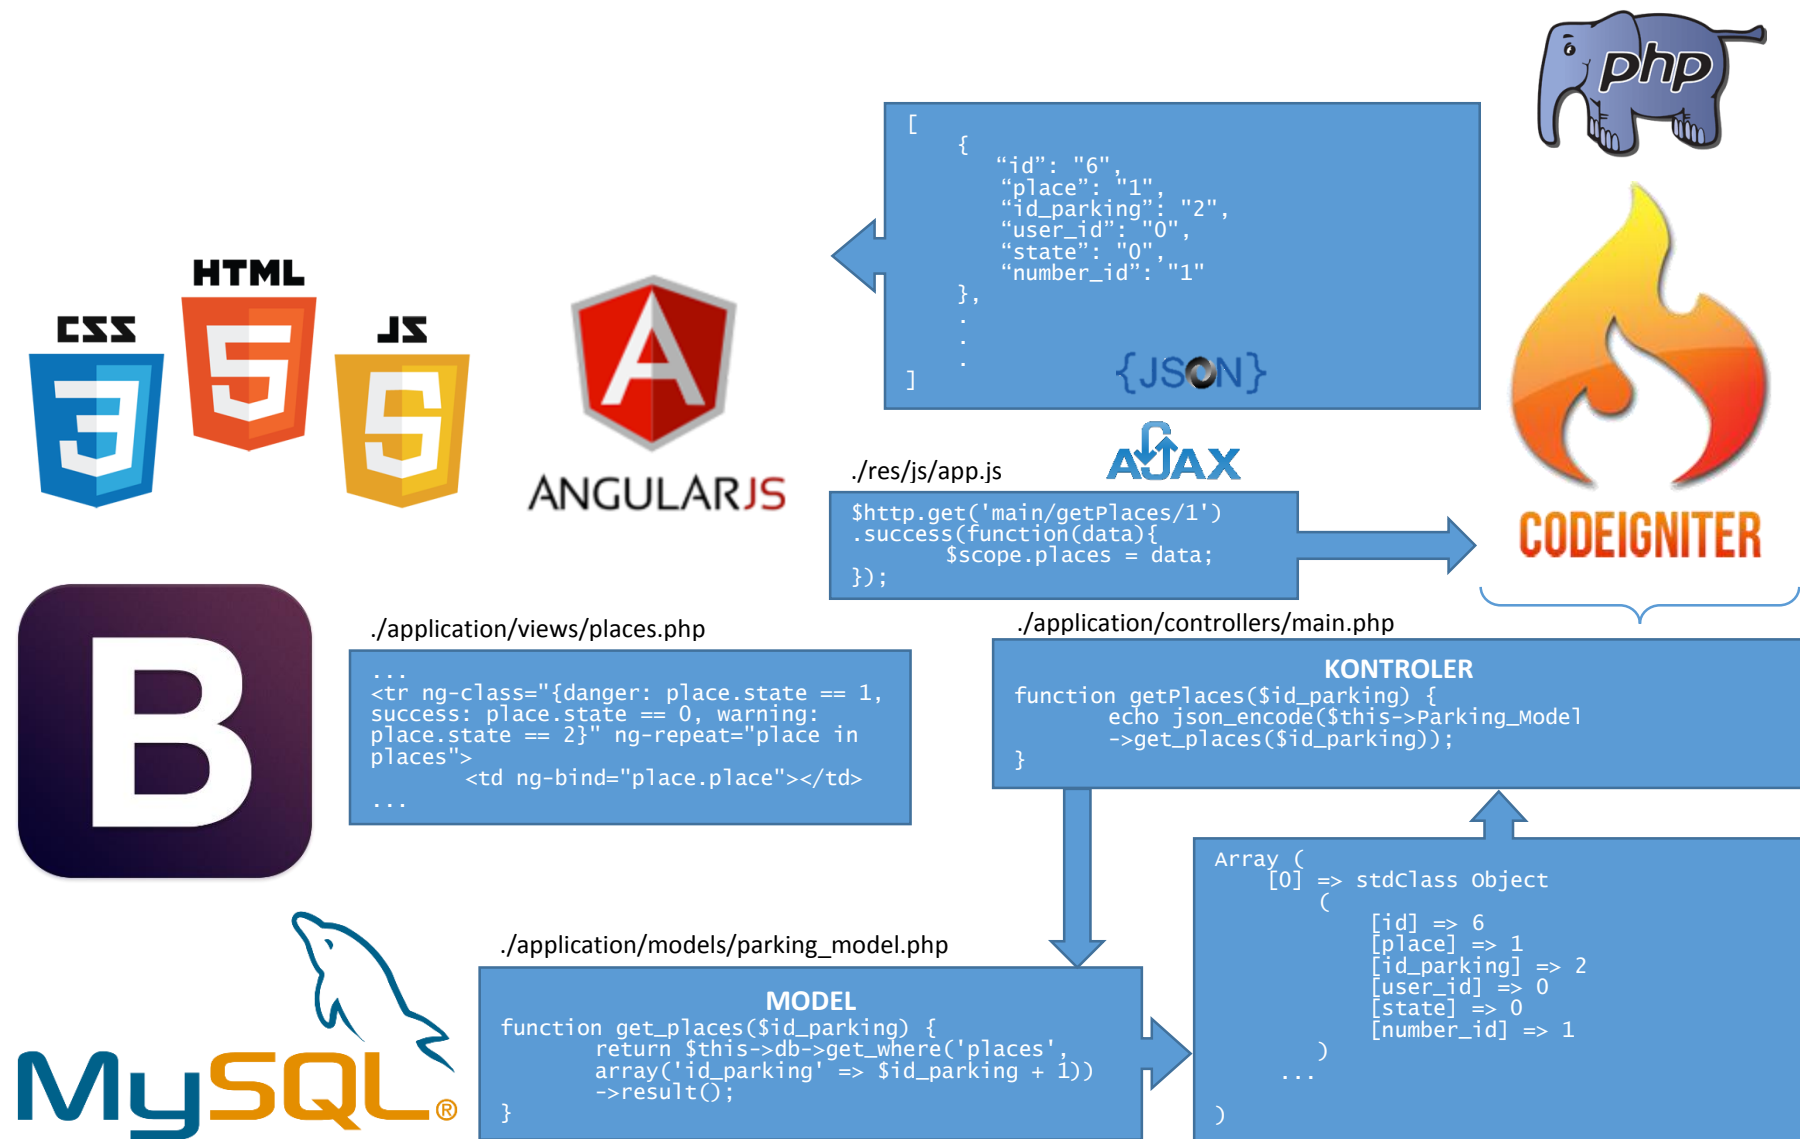 php
[
{
“id”: "6",
“place”: "1",
“id_parking”: "2",
“user_id”: "0",
“state”: "0",
“number_id”: "1"
},
.
.
.
]
{JSON}
HTML
CSS
JS
ANGULARJS
AJAX
CODEIGNITER
./res/js/app.js
$http.get('main/getPlaces/1')
.success(function(data){
$scope.places = data;
});
B
./application/views/places.php
...
<tr ng-class="{danger: place.state == 1,
success: place.state == 0, warning:
place.state == 2}" ng-repeat="place in
places">
<td ng-bind="place.place"></td>
...
./application/controllers/main.php
KONTROLER
function getPlaces($id_parking) {
echo json_encode($this->Parking_Model
->get_places($id_parking));
}
Array (
[0] => stdClass Object
(
[id] => 6
[place] => 1
[id_parking] => 2
[user_id] => 0
[state] => 0
[number_id] => 1
)
...
)
./application/models/parking_model.php
MODEL
function get_places($id_parking) {
return $this->db->get_where('places',
array('id_parking' => $id_parking + 1))
->result();
}
MySQL®